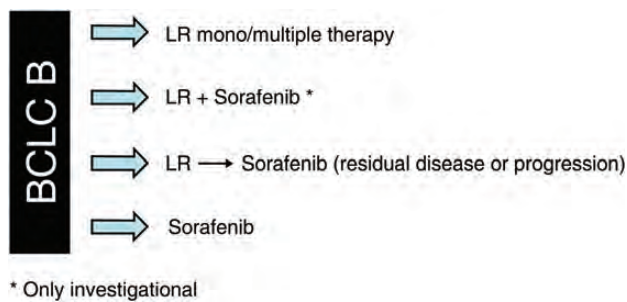 BCLC B
LR mono/multiple therapy
LR + Sorafenib *
LR → Sorafenib (residual disease or progression)
Sorafenib
* Only investigational